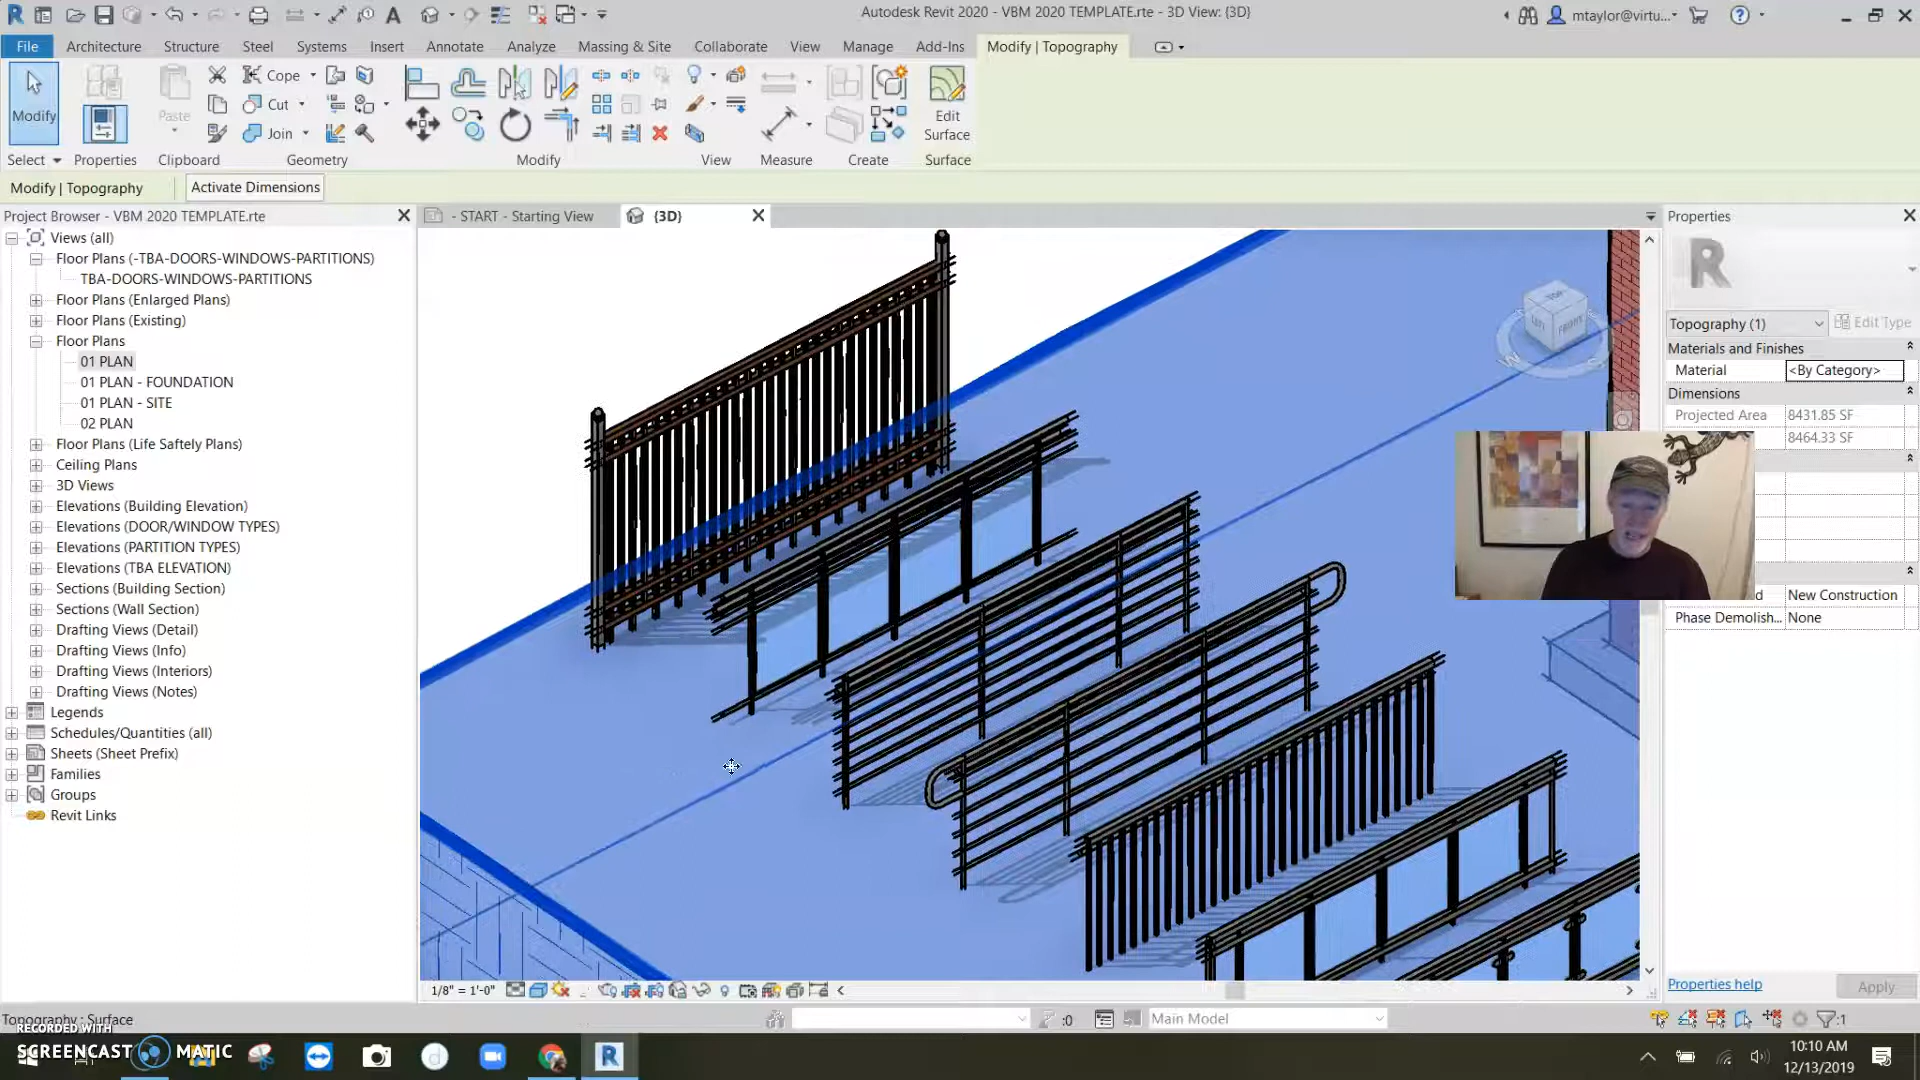 Autodesk Revit 2020 - VBM 2020 TEMPLATE.rte - 3D View: {3D}
mtaylor@virtu...
File
Architecture
Structure
Steel
Systems
Insert
Annotate
Analyze
Massing & Site
Collaborate
View
Manage
Add-Ins
Modify | Topography
Modify
Paste
Cope
Cut
Join
Edit
Surface
Select
Properties
Clipboard
Geometry
Modify
View
Measure
Create
Surface
Modify | Topography
Activate Dimensions
Project Browser - VBM 2020 TEMPLATE.rte
Views (all)
Floor Plans (-TBA-DOORS-WINDOWS-PARTITIONS)
TBA-DOORS-WINDOWS-PARTITIONS
Floor Plans (Enlarged Plans)
Floor Plans (Existing)
Floor Plans
01 PLAN
01 PLAN - FOUNDATION
01 PLAN - SITE
02 PLAN
Floor Plans (Life Saftely Plans)
Ceiling Plans
3D Views
Elevations (Building Elevation)
Elevations (DOOR/WINDOW TYPES)
Elevations (PARTITION TYPES)
Elevations (TBA ELEVATION)
Sections (Building Section)
Sections (Wall Section)
Drafting Views (Detail)
Drafting Views (Info)
Drafting Views (Interiors)
Drafting Views (Notes)
Legends
Schedules/Quantities (all)
Sheets (Sheet Prefix)
Families
Groups
Revit Links
- START - Starting View
{3D}
TOP
FRONT
Properties
Topography (1)
Edit Type
Materials and Finishes
Material
<By Category>
Dimensions
Projected Area
8431.85 SF
8464.33 SF
New Construction
Phase Demolish...
None
Properties help
Apply
1/8" = 1'-0"
Topography : Surface
:0
Main Model
:1
RECORDED WITH
SCREENCAST MATIC
10:10 AM
12/13/2019